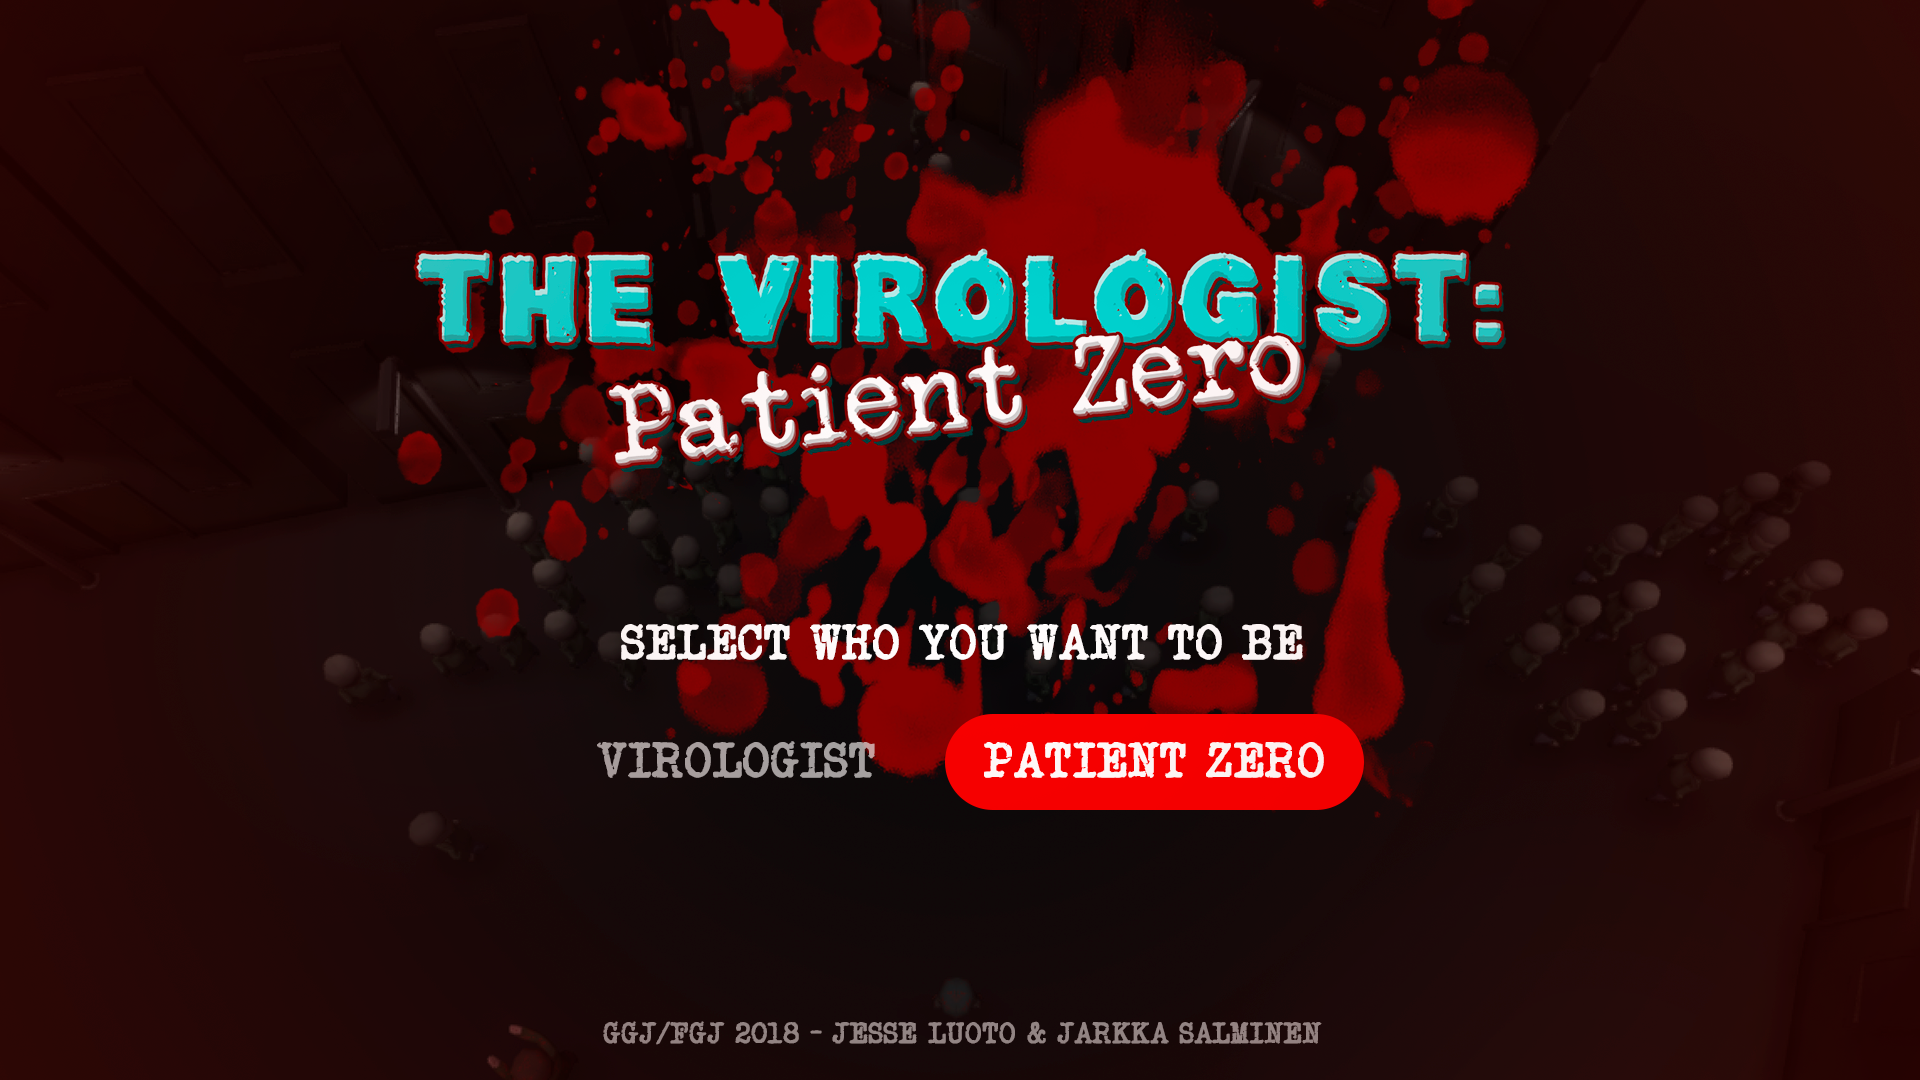 THE VIROLOGIST:
Patient Zero
SELECT WHO YOU WANT TO BE
VIROLOGIST PATIENT ZERO
GGJ/FGJ 2018 - JESSE LUOTO & JARKKA SALMINEN